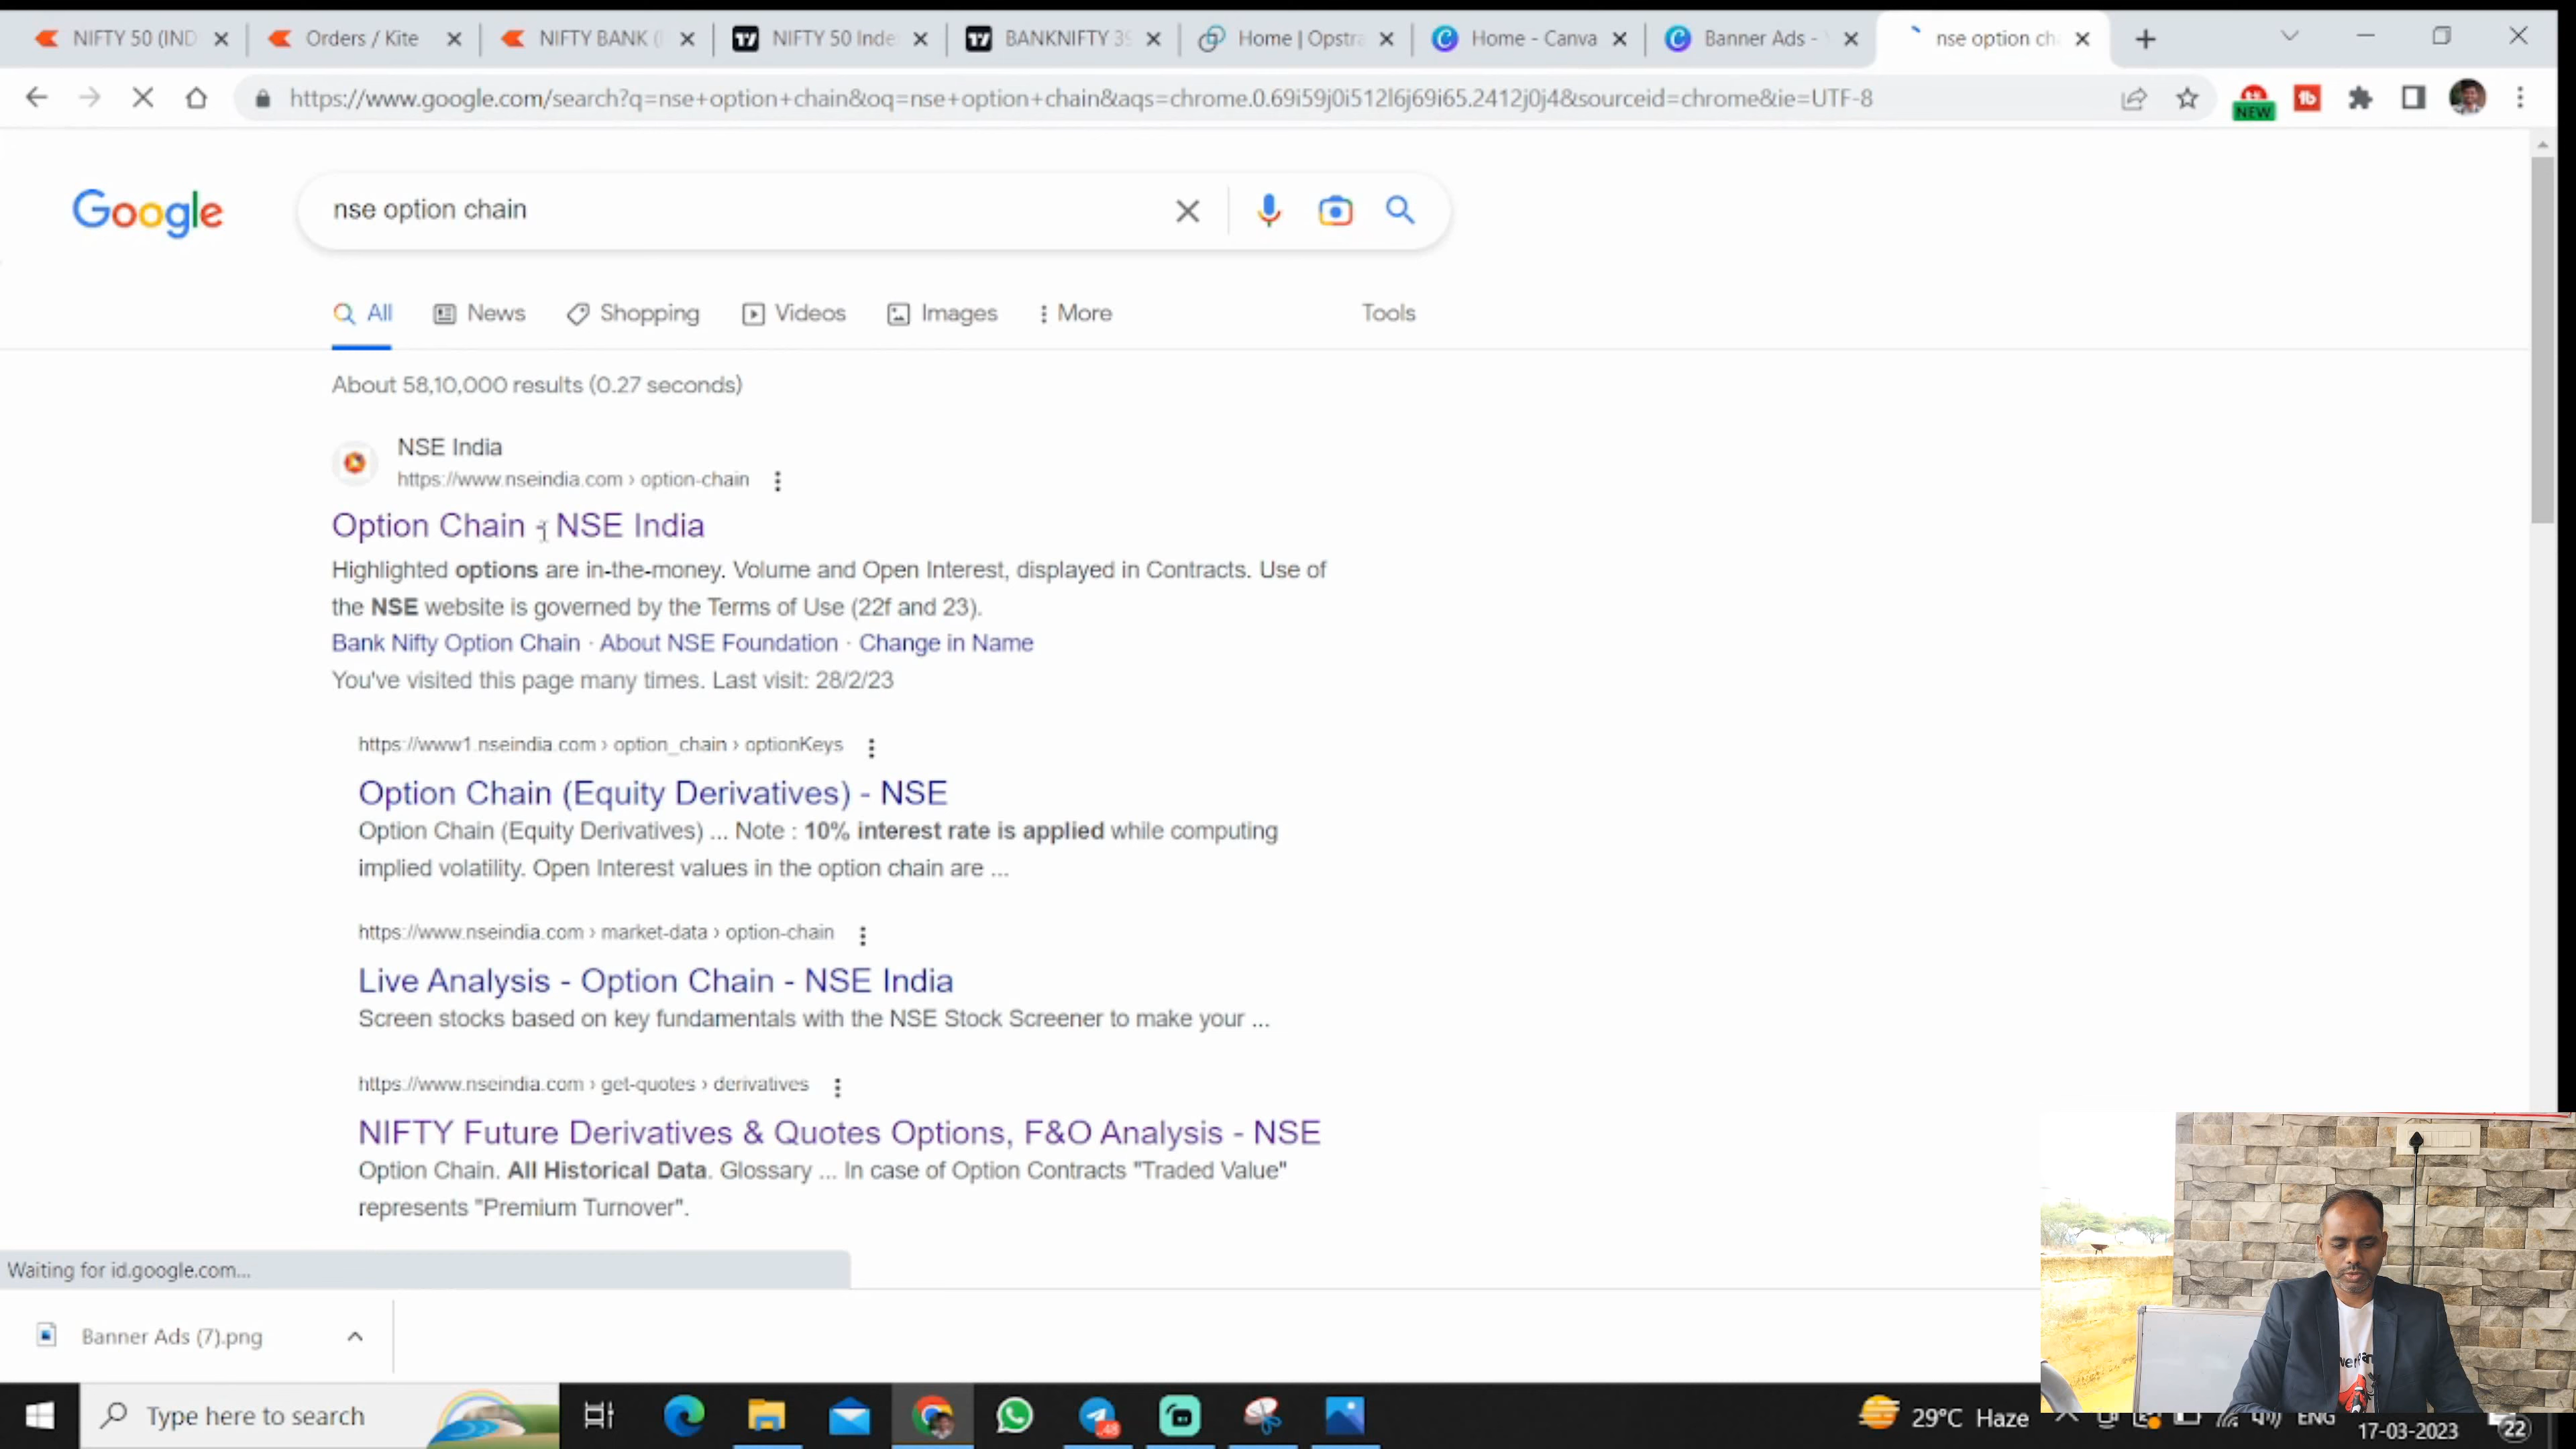 NIFTY 50 (IND
Orders / Kite
NIFTY BANK (
NIFTY 50 Inde
BANKNIFTY 39
Home | Opstra
Home - Canva
Banner Ads -
nse option cha
https://www.google.com/search?q=nse+option+chain&oq=nse+option+chain&aqs=chrome.0.69i59j0i512l6j69i65.2412j0j4&sourceid=chrome&ie=UTF-8
NEW
Google
nse option chain
All
News
Shopping
Videos
Images
More
Tools
About 58,10,000 results (0.27 seconds)
NSE India
https://www.nseindia.com › option-chain
Option Chain - NSE India
Highlighted options are in-the-money. Volume and Open Interest, displayed in Contracts. Use of
the NSE website is governed by the Terms of Use (22f and 23).
Bank Nifty Option Chain · About NSE Foundation · Change in Name
You've visited this page many times. Last visit: 28/2/23
https://www1.nseindia.com › option_chain › optionKeys
Option Chain (Equity Derivatives) - NSE
Option Chain (Equity Derivatives) ... Note : 10% interest rate is applied while computing
implied volatility. Open Interest values in the option chain are ...
https://www.nseindia.com › market-data › option-chain
Live Analysis - Option Chain - NSE India
Screen stocks based on key fundamentals with the NSE Stock Screener to make your ...
https://www.nseindia.com › get-quotes › derivatives
NIFTY Future Derivatives & Quotes Options, F&O Analysis - NSE
Option Chain. All Historical Data. Glossary ... In case of Option Contracts "Traded Value"
represents "Premium Turnover".
Waiting for id.google.com...
Banner Ads (7).png
Type here to search
29°C Haze
ENG
17-03-2023
22